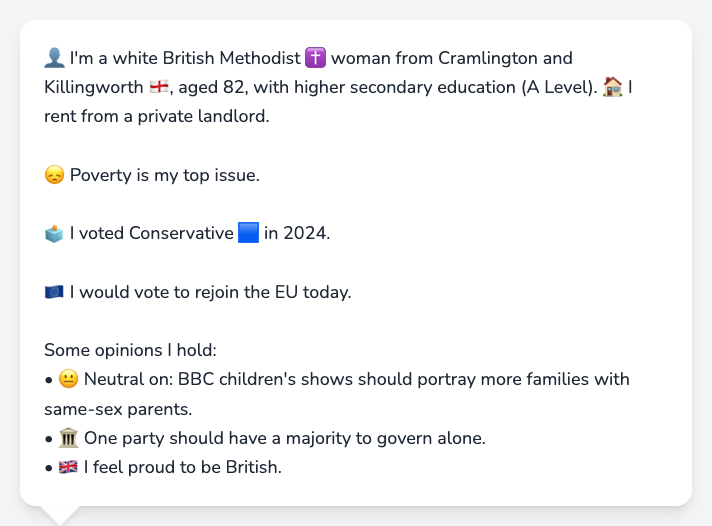 👤 I'm a white British Methodist ✝️ woman from Cramlington and
Killingworth 🏴󠁧󠁢󠁥󠁮󠁧󠁿, aged 82, with higher secondary education (A Level). 🏠 I
rent from a private landlord.
😞 Poverty is my top issue.
🗳️ I voted Conservative 🟦 in 2024.
🇪🇺 I would vote to rejoin the EU today.
Some opinions I hold:
• 😐 Neutral on: BBC children's shows should portray more families with
same-sex parents.
• 🏛️ One party should have a majority to govern alone.
• 🇬🇧 I feel proud to be British.